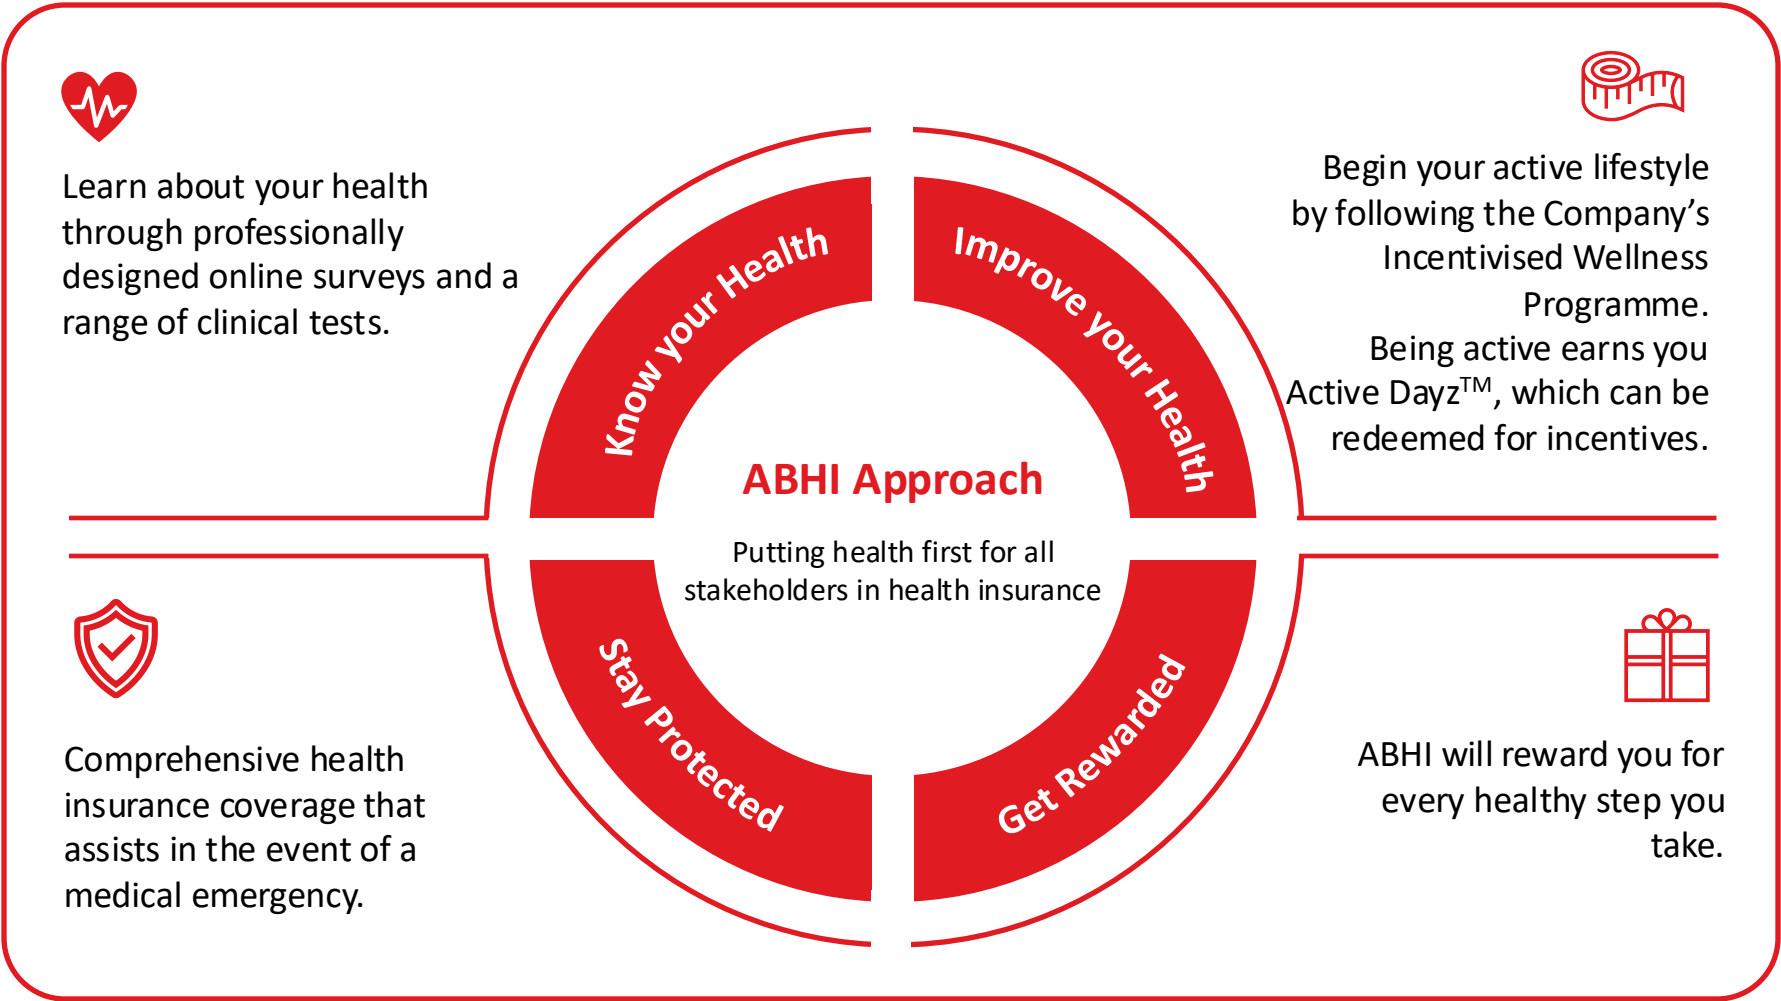 Learn about your health
through professionally
designed online surveys and a
range of clinical tests.
Know your Health
Improve your Health
Begin your active lifestyle
by following the Company’s
Incentivised Wellness
Programme.
Being active earns you
Active Dayz™, which can be
redeemed for incentives.
ABHI Approach
Putting health first for all
stakeholders in health insurance
Comprehensive health
insurance coverage that
assists in the event of a
medical emergency.
Stay Protected
Get Rewarded
ABHI will reward you for
every healthy step you
take.